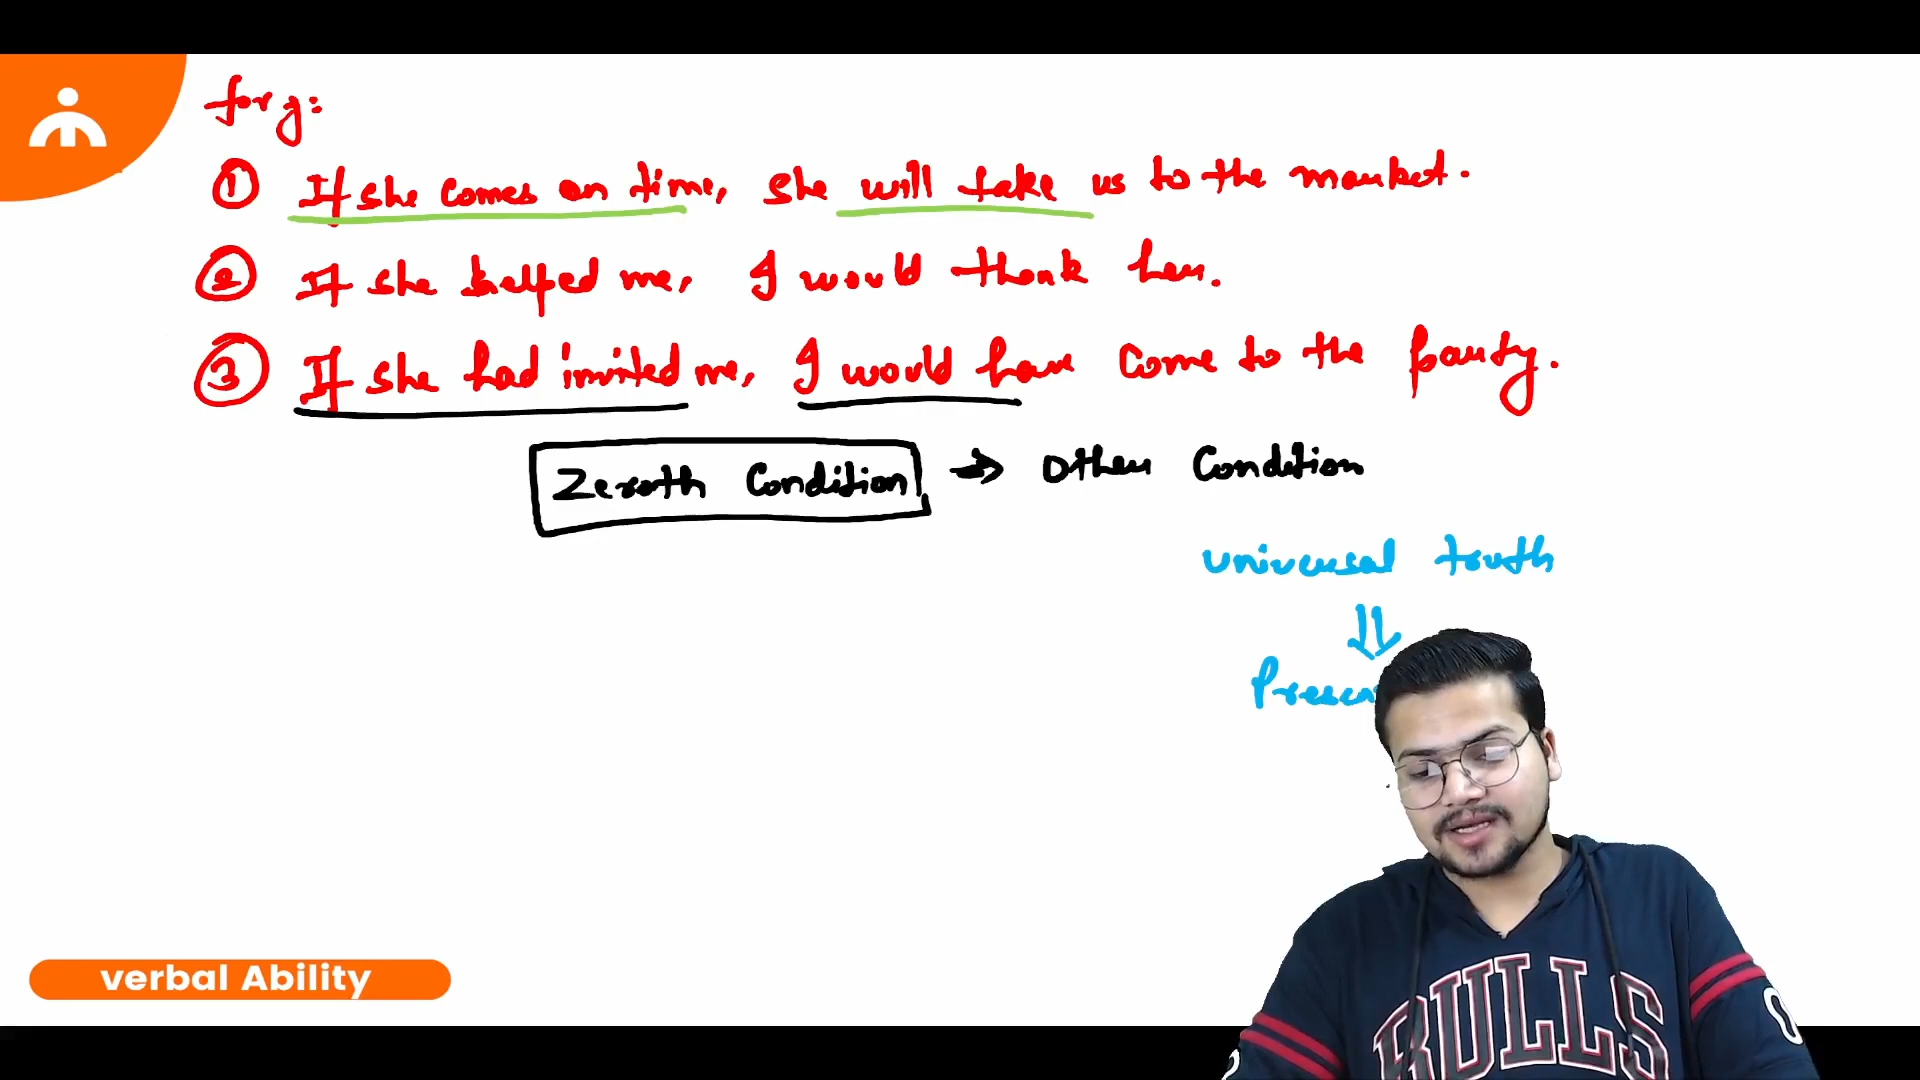 for g:
① If she comes on time, she will take us to the market.
② If she helped me, I would thank her.
③ If she had invited me, I would have come to the party.
Zeroth Condition → Other Condition
universal truth
verbal Ability
BULLS